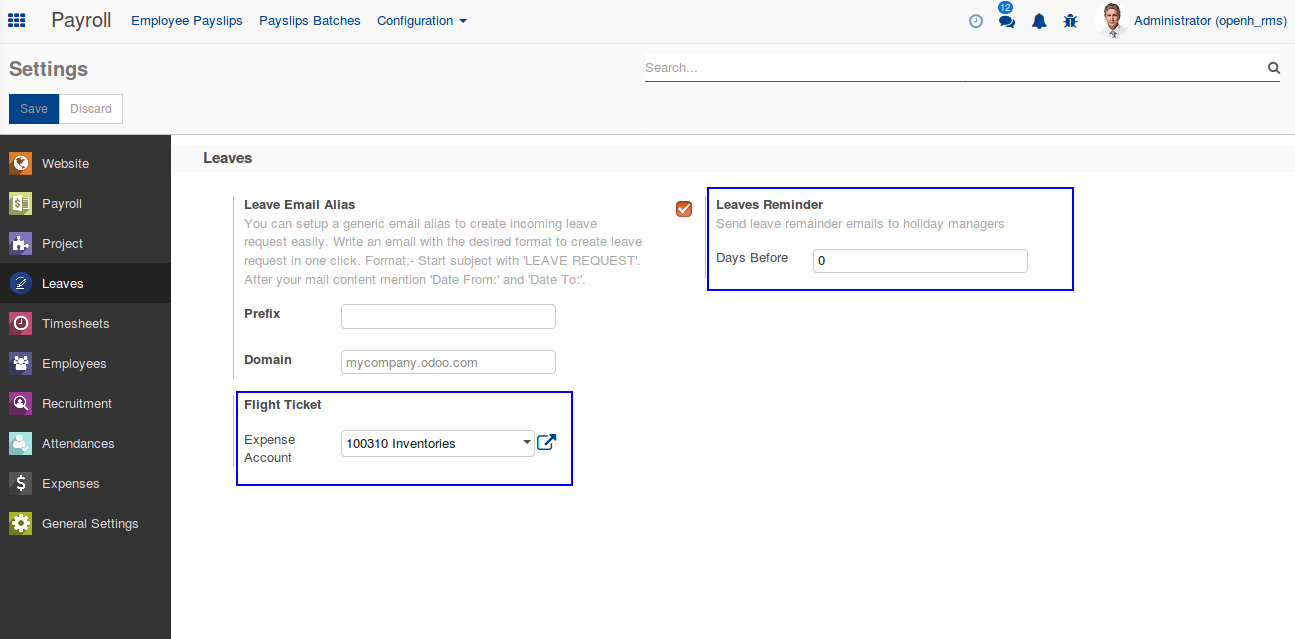 Payroll Employee Payslips Payslips Batches Configuration 12 Administrator (openh_rms)
Settings
Search...
Save Discard
Website
Payroll
Project
Leaves
Timesheets
Employees
Recruitment
Attendances
Expenses
General Settings
Leaves
Leave Email Alias
You can setup a generic email alias to create incoming leave
request easily. Write an email with the desired format to create leave
request in one click. Format:- Start subject with 'LEAVE REQUEST'.
After your mail content mention 'Date From:' and 'Date To:'.
Prefix
Domain mycompany.odoo.com
Leaves Reminder
Send leave remainder emails to holiday managers
Days Before 0
Flight Ticket
Expense
Account
100310 Inventories